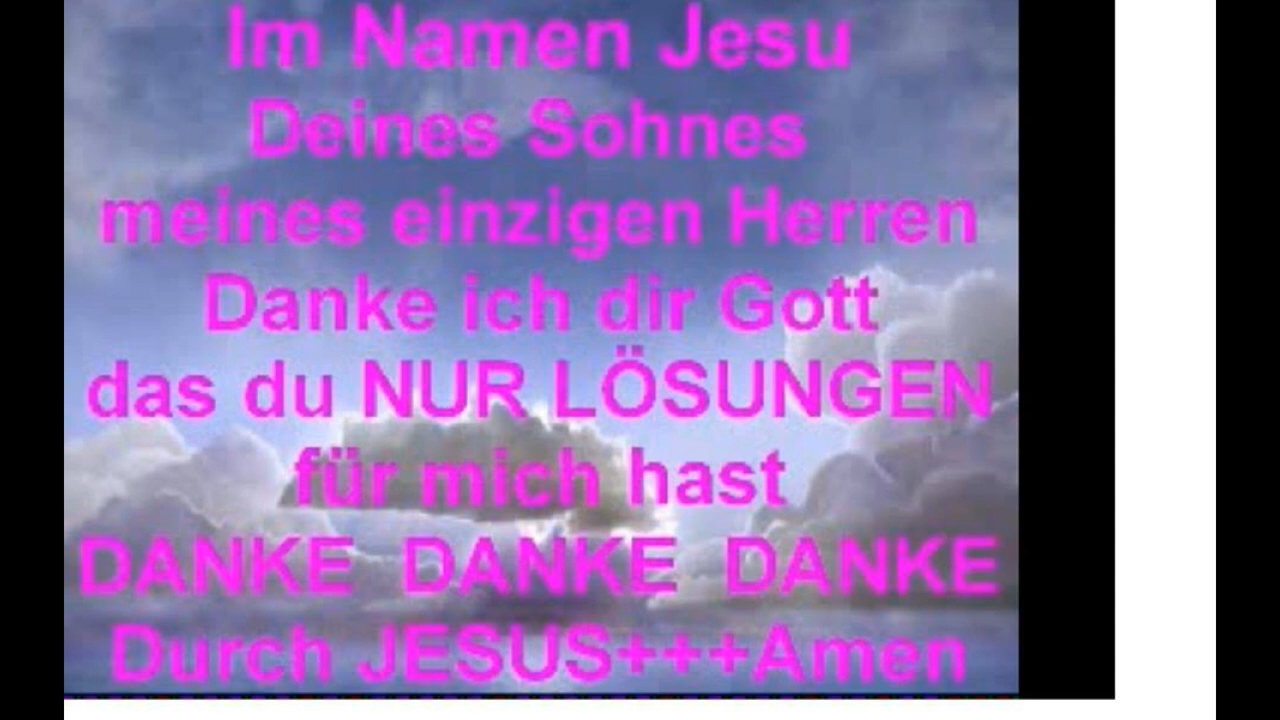 Im Namen Jesu
Deines Sohnes
meines einzigen Herren
Danke ich dir Gott
das du NUR LÖSUNGEN
für mich hast
DANKE DANKE DANKE
Durch JESUS+++Amen